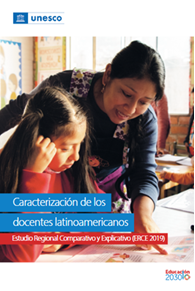 unesco
Caracterización de los
docentes latinoamericanos
Estudio Regional Comparativo y Explicativo (ERCE 2019)
Educación
2030